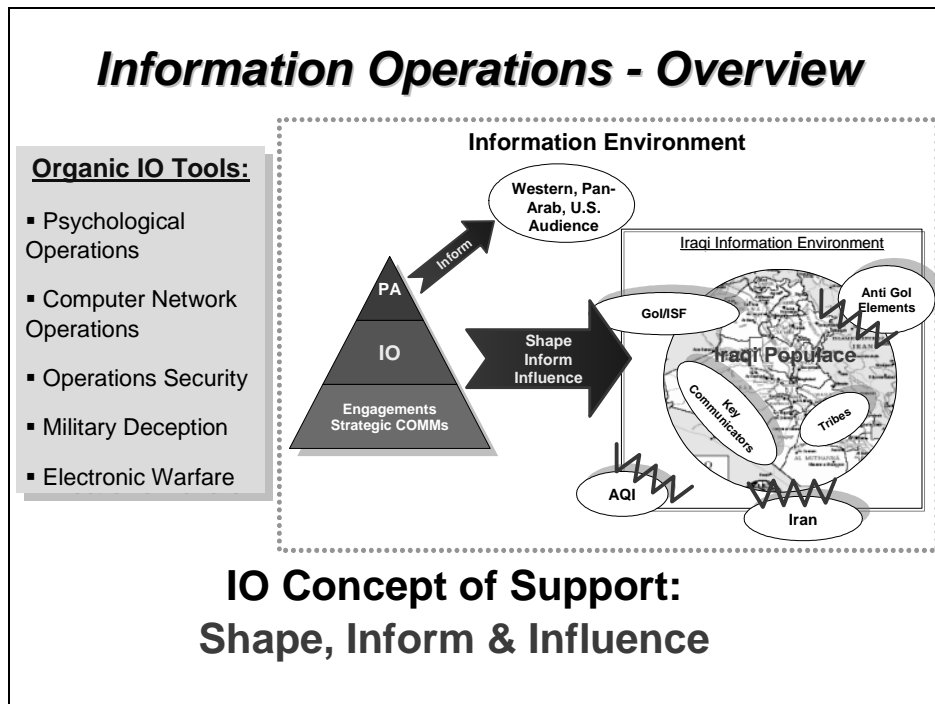 Information Operations - Overview
Organic IO Tools:
▪ Psychological
Operations
▪ Computer Network
Operations
▪ Operations Security
▪ Military Deception
▪ Electronic Warfare
Information Environment
Western, Pan-
Arab, U.S.
Audience
Inform
PA
IO
Engagements
Strategic COMMs
Shape
Inform
Influence
Iraqi Information Environment
GoI/ISF
Anti GoI
Elements
Iraqi Populace
Key
Communicators
Tribes
AQI
Iran
IO Concept of Support:
Shape, Inform & Influence